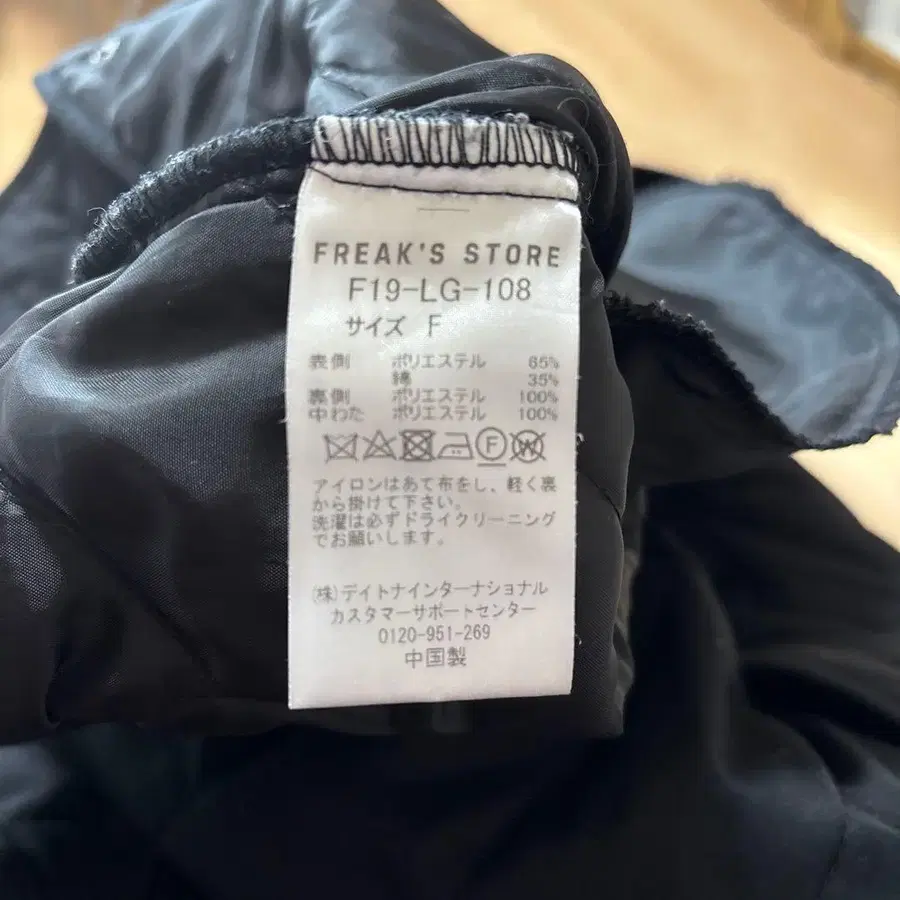 FREAK'S STORE
F19-LG-108
サイズ F
表側 ポリエステル 65%
綿 35%
裏側 ポリエステル 100%
中わた ポリエステル 100%
F W
アイロンはあて布をし、軽く裏
から掛けて下さい。
洗濯は必ずドライクリーニング
でお願いします。
(株)デイトナインターナショナル
カスタマーサポートセンター
0120-951-269
中国製